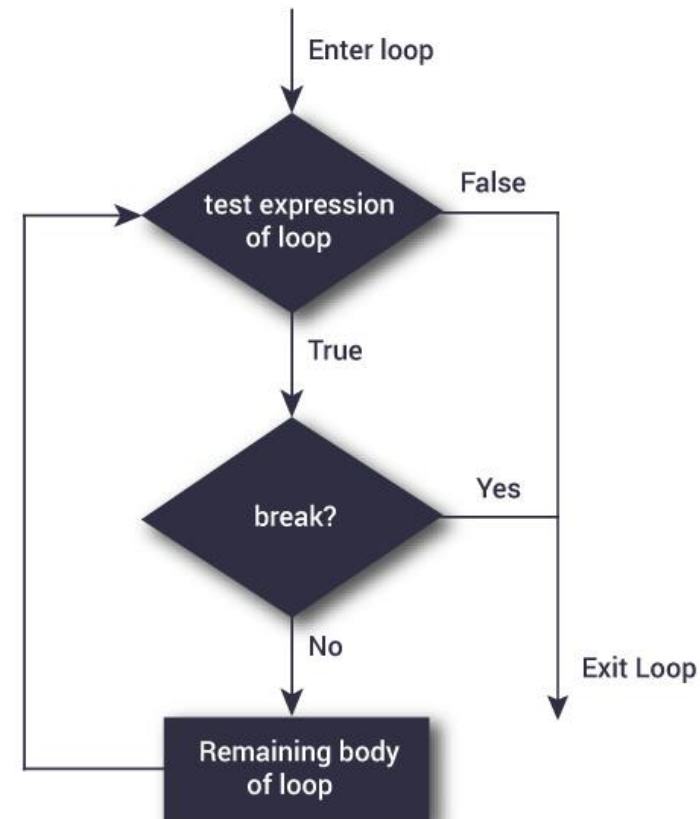 Enter loop
False
test expression
of loop
True
Yes
break?
No
Exit Loop
Remaining body
of loop